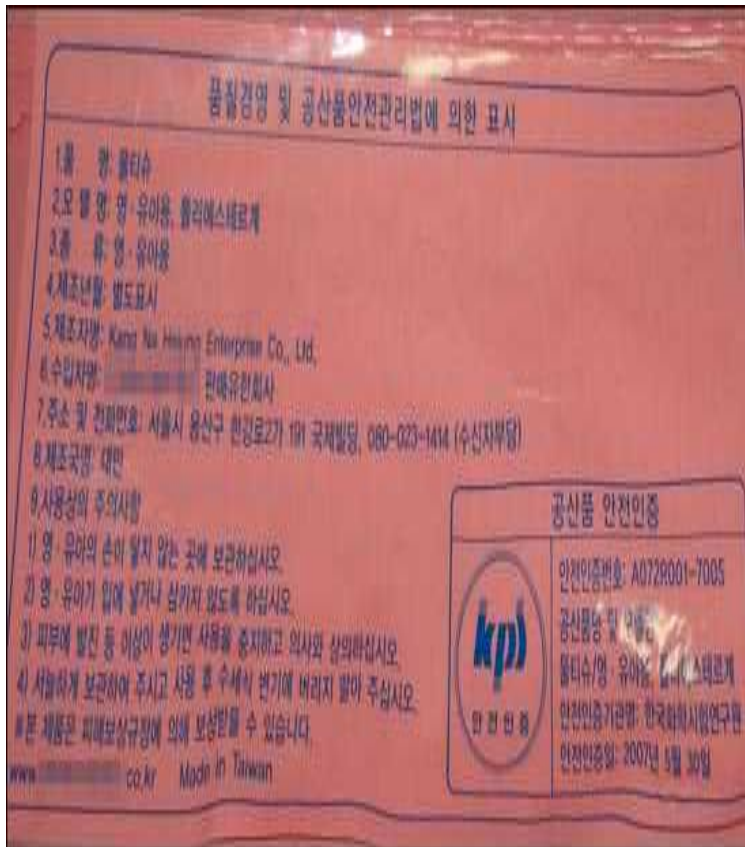 품질경영 및 공산품안전관리법에 의한 표시
1.품 명: 물티슈
2.모 델 명: 영·유아용, 폴리에스테르계
3.종 류: 영·유아용
4.제조년월: 별도표시
5.제조자명: Kang Na Hsiung Enterprise Co., Ltd.
6.수입자명: 판매유한회사
7.주소 및 전화번호: 서울시 용산구 한강로2가 191 국제빌딩, 080-023-1414 (수신자부담)
8.제조국명: 대만
9.사용상의 주의사항
1) 영·유아의 손이 닿지 않는 곳에 보관하십시오.
2) 영·유아가 입에 넣거나 삼키지 않도록 하십시오.
3) 피부에 발진 등 이상이 생기면 사용을 중지하고 의사와 상의하십시오.
4) 서늘하게 보관하여 주시고 사용 후 수세식 변기에 버리지 말아 주십시오.
※본 제품은 피해보상규정에 의해 보상받을 수 있습니다.
www. co.kr Made in Taiwan
공산품 안전인증
kpi
안전인증
안전인증번호: A072R001-7005
공산품명 및 모델명
물티슈/영·유아용, 폴리에스테르계
안전인증기관명: 한국화학시험연구원
안전인증일: 2007년 5월 30일